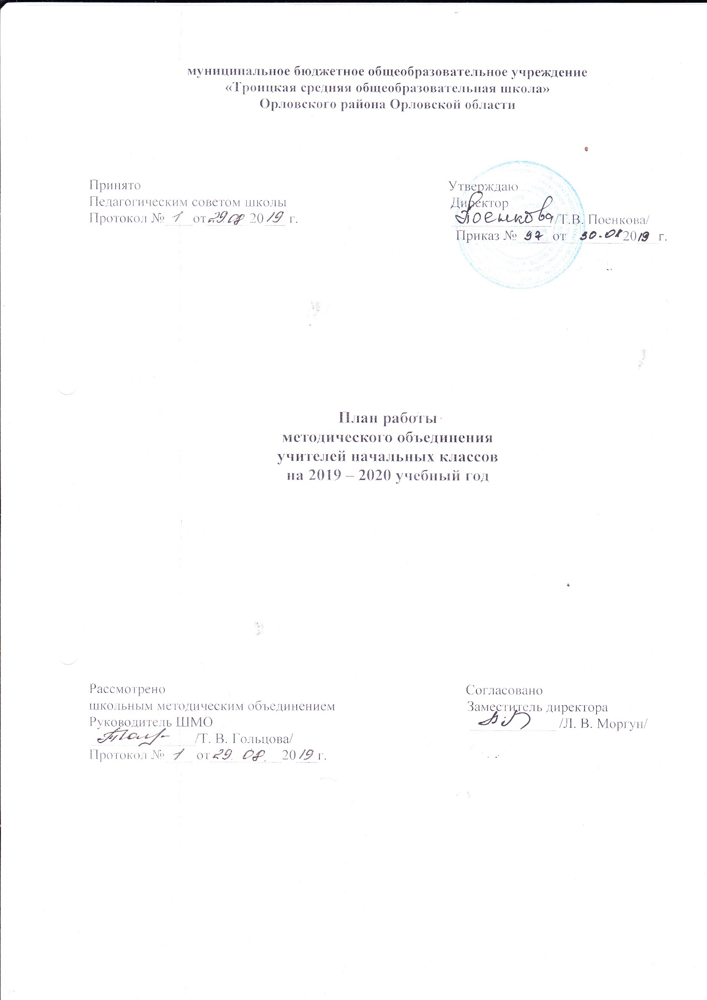 муниципальное бюджетное общеобразовательное учреждение
«Троицкая средняя общеобразовательная школа»
Орловского района Орловской области
Принято
Педагогическим советом школы
Протокол № 1 от 29 08 2019 г.
Утверждаю
Директор
Поенкова /Т.В. Поенкова/
Приказ № 97 от 30.08 2019 г.
План работы
методического объединения
учителей начальных классов
на 2019 – 2020 учебный год
Рассмотрено
школьным методическим объединением
Руководитель ШМО
/Т. В. Гольцова/
Протокол № 1 от 29. 08. 2019 г.
Согласовано
Заместитель директора
/Л. В. Моргун/